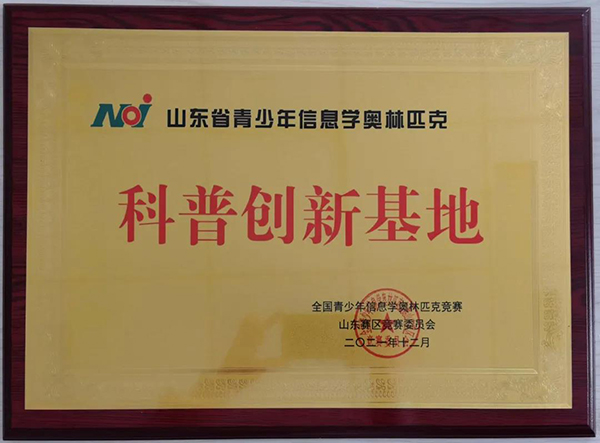 NOI 山东省青少年信息学奥林匹克
科普创新基地
全国青少年信息学奥林匹克竞赛
山东赛区竞赛委员会
二〇二一年十二月